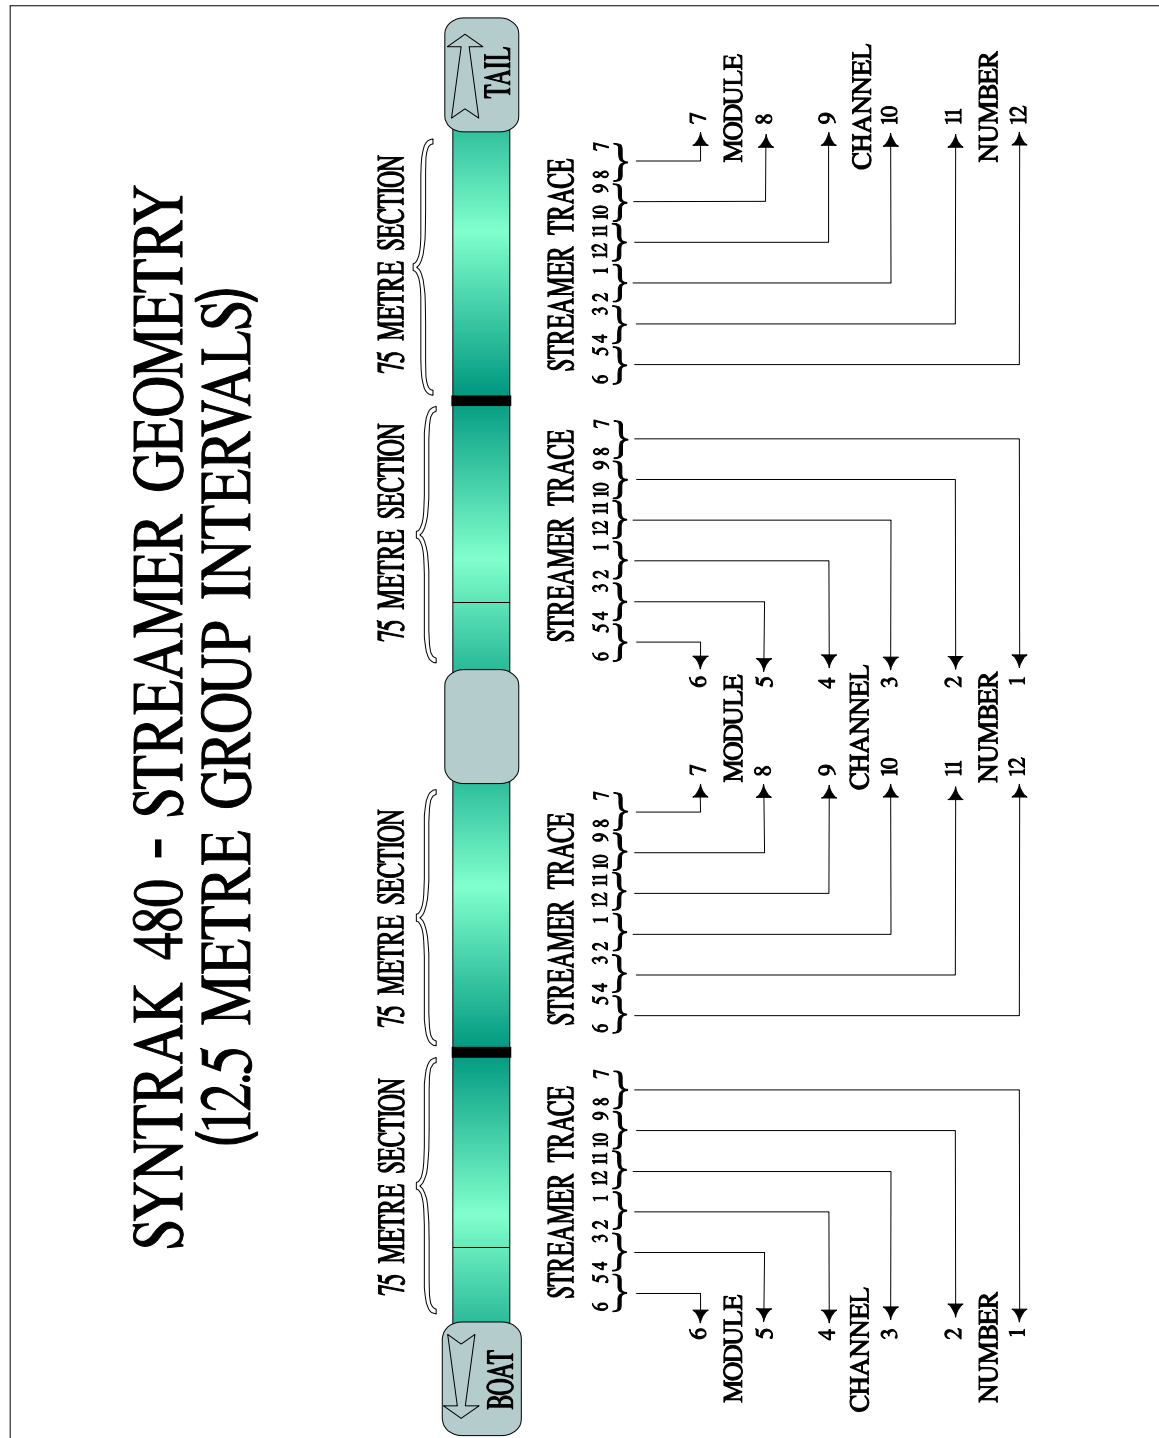 SYNTRAK 480 - STREAMER GEOMETRY
(12.5 METRE GROUP INTERVALS)
75 METRE SECTION 75 METRE SECTION 75 METRE SECTION 75 METRE SECTION
BOAT TAIL
STREAMER TRACE STREAMER TRACE STREAMER TRACE STREAMER TRACE
6 5 4 3 2 1 12 11 10 9 8 7 6 5 4 3 2 1 12 11 10 9 8 7 6 5 4 3 2 1 12 11 10 9 8 7 6 5 4 3 2 1 12 11 10 9 8 7
6 7 6 7
MODULE MODULE MODULE
5 8 5 8
4 9 4 9
CHANNEL CHANNEL CHANNEL
3 10 3 10
2 11 2 11
NUMBER NUMBER NUMBER
1 12 1 12